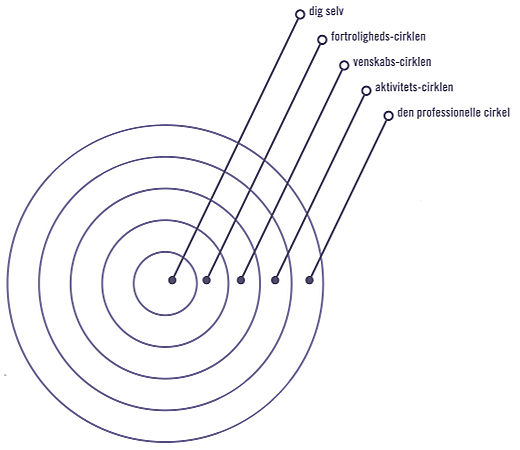 dig selv
fortroligheds-cirklen
venskabs-cirklen
aktivitets-cirklen
den professionelle cirkel